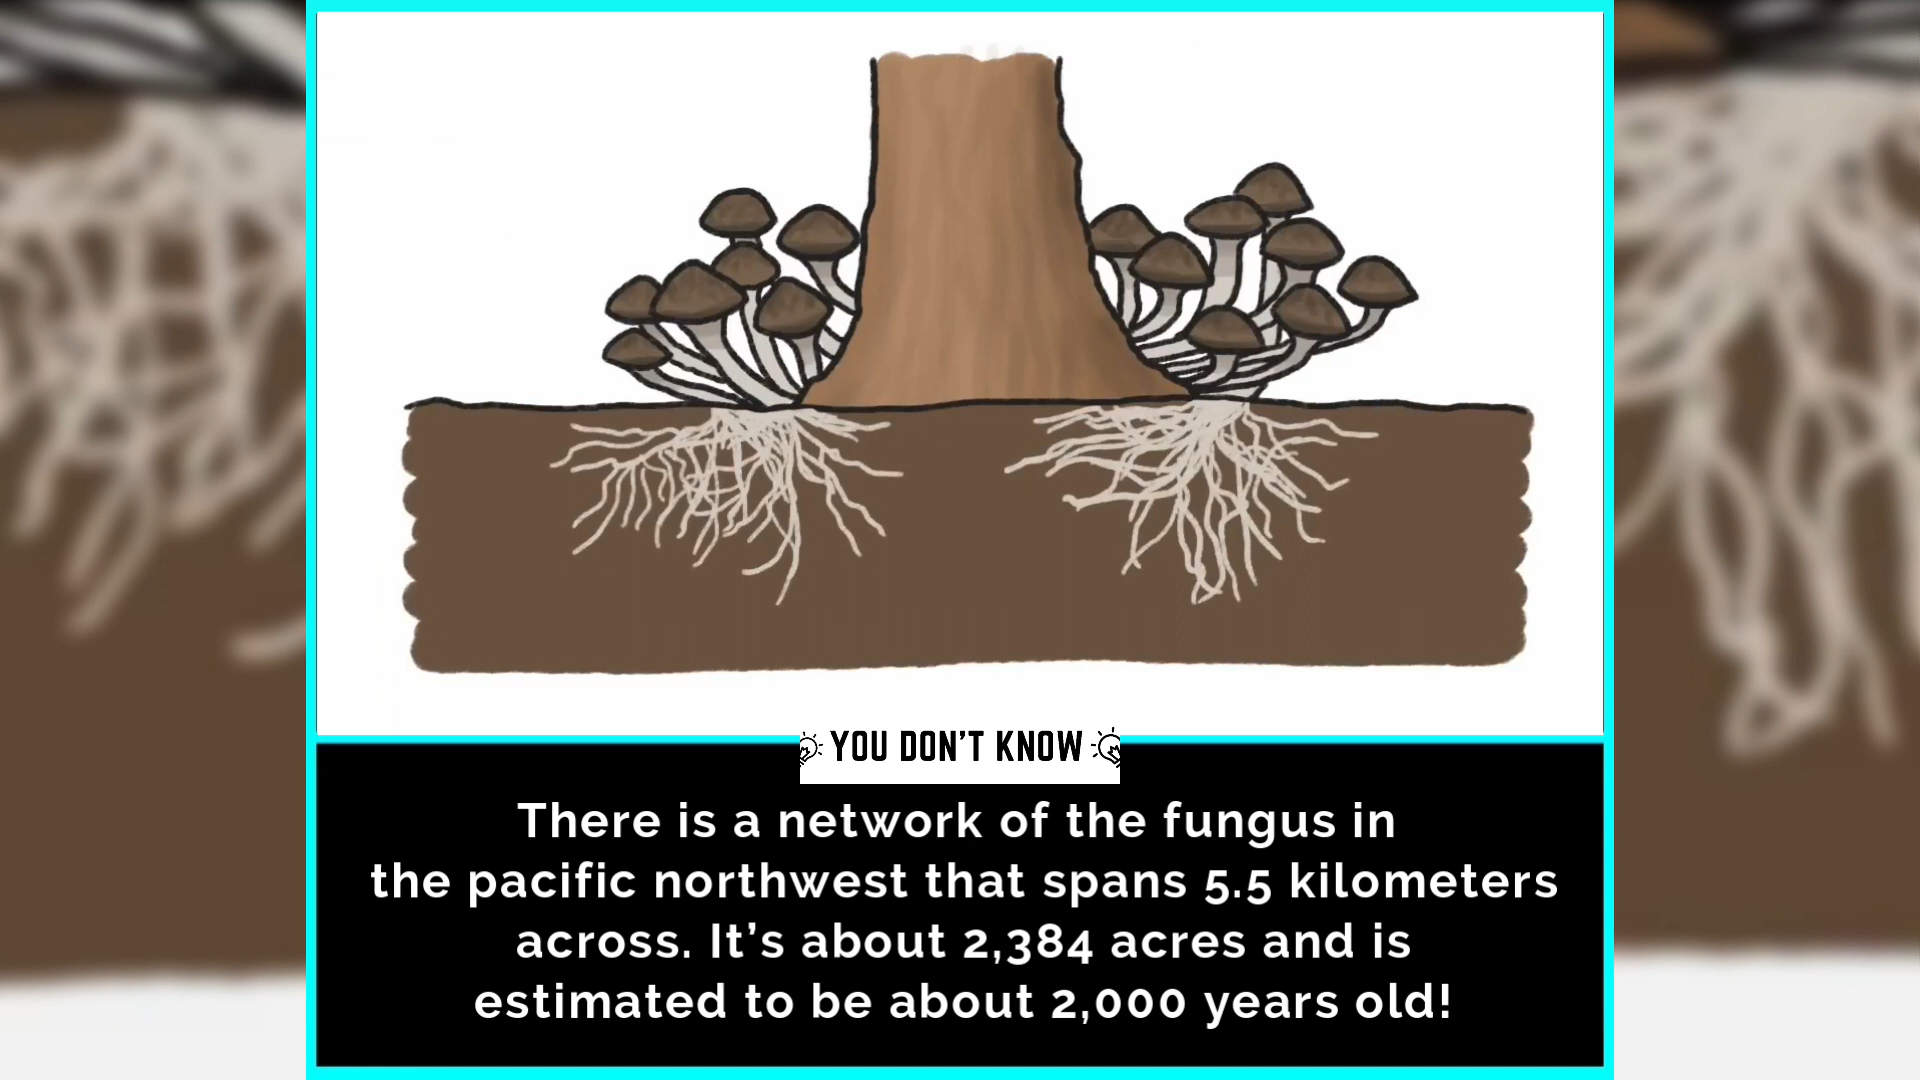 YOU DON'T KNOW
There is a network of the fungus in
the pacific northwest that spans 5.5 kilometers
across. It's about 2,384 acres and is
estimated to be about 2,000 years old!